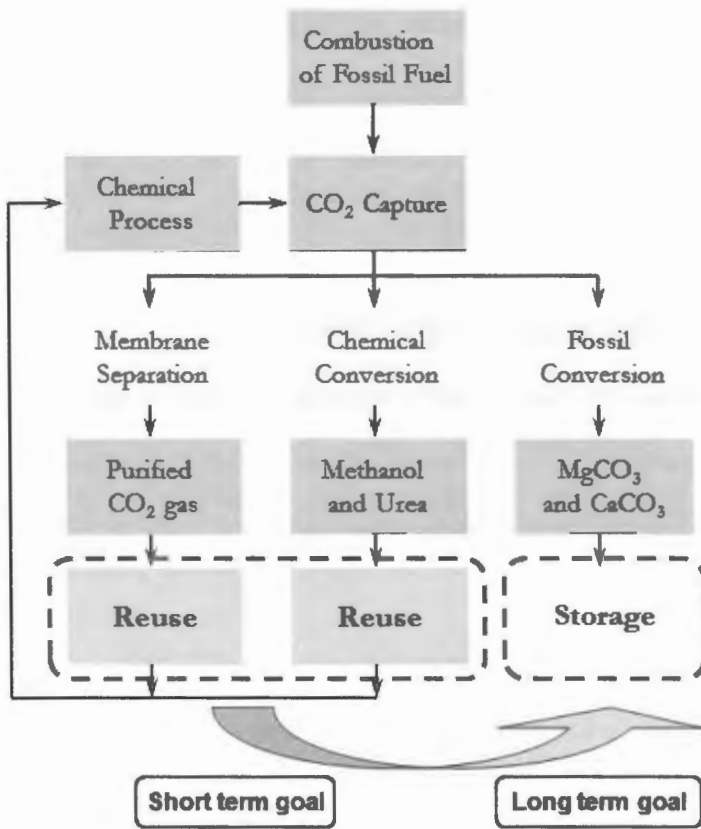 Combustion
of Fossil Fuel
Chemical
Process
CO₂ Capture
Membrane
Separation
Chemical
Conversion
Fossil
Conversion
Purified
CO₂ gas
Methanol
and Urea
MgCO₃
and CaCO₃
Reuse
Reuse
Storage
Short term goal
Long term goal